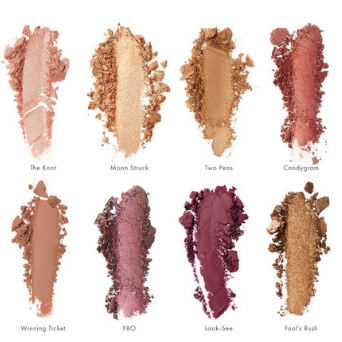 The Knot
Moon Struck
Two Peas
Candygram
Winning Ticket
FBO
Look-See
Fool's Rush